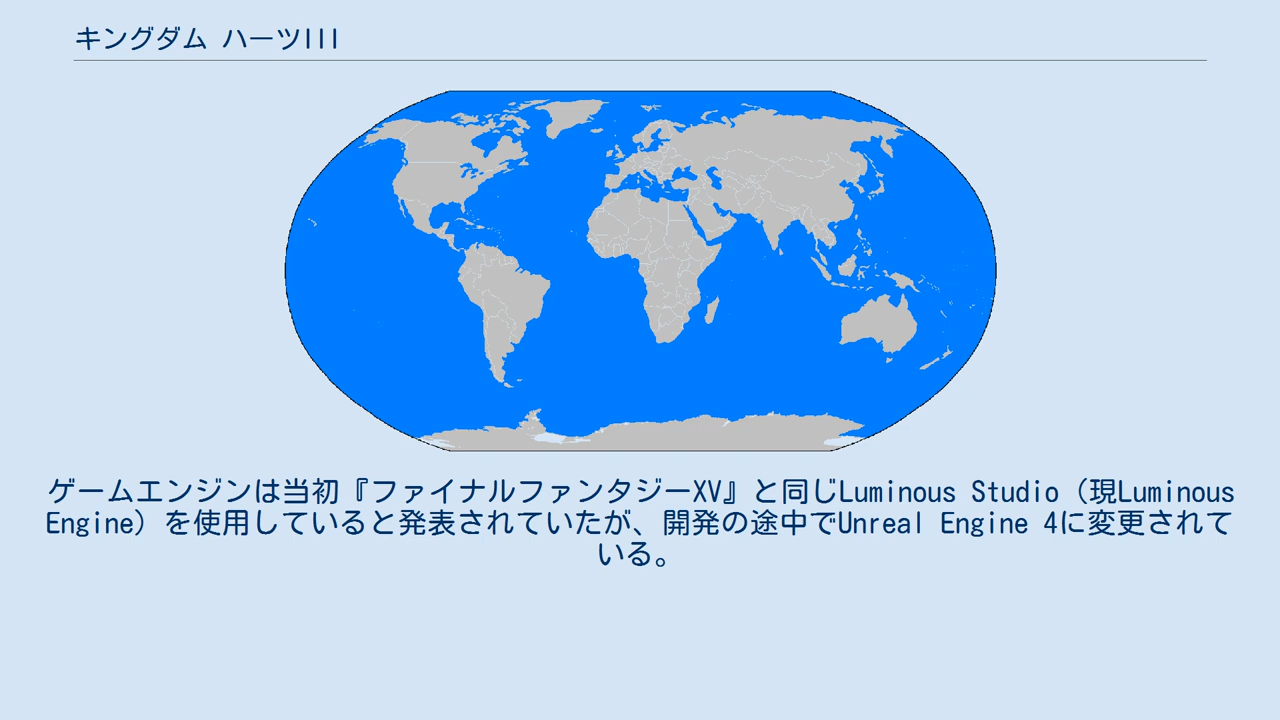 キングダム ハーツIII
ゲームエンジンは当初『ファイナルファンタジーXV』と同じLuminous Studio（現Luminous
Engine）を使用していると発表されていたが、開発の途中でUnreal Engine 4に変更されて
いる。